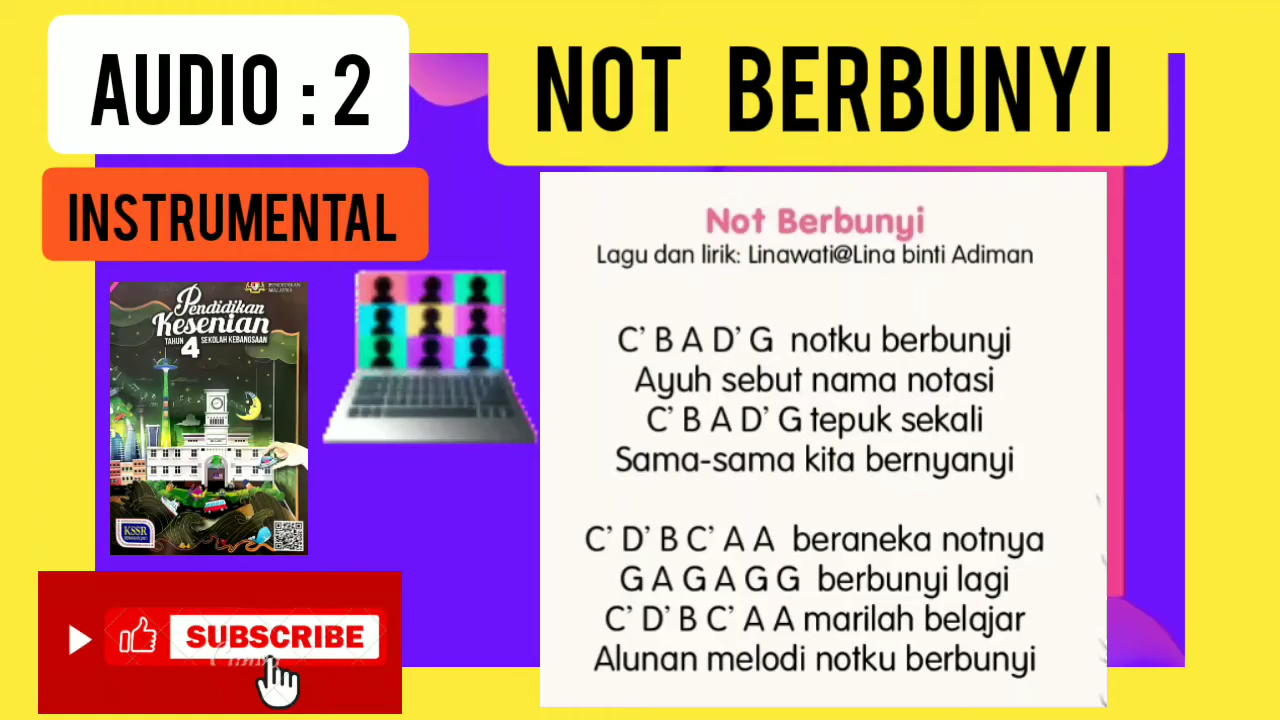 AUDIO : 2
NOT BERBUNYI
INSTRUMENTAL
Pendidikan
Kesenian
TAHUN 4 SEKOLAH KEBANGSAAN
KSSR
SUBSCRIBE
Not Berbunyi
Lagu dan lirik: Linawati@Lina binti Adiman
C’ B A D’ G notku berbunyi
Ayuh sebut nama notasi
C’ B A D’ G tepuk sekali
Sama-sama kita bernyanyi
C’ D’ B C’ A A beraneka notnya
G A G A G G berbunyi lagi
C’ D’ B C’ A A marilah belajar
Alunan melodi notku berbunyi